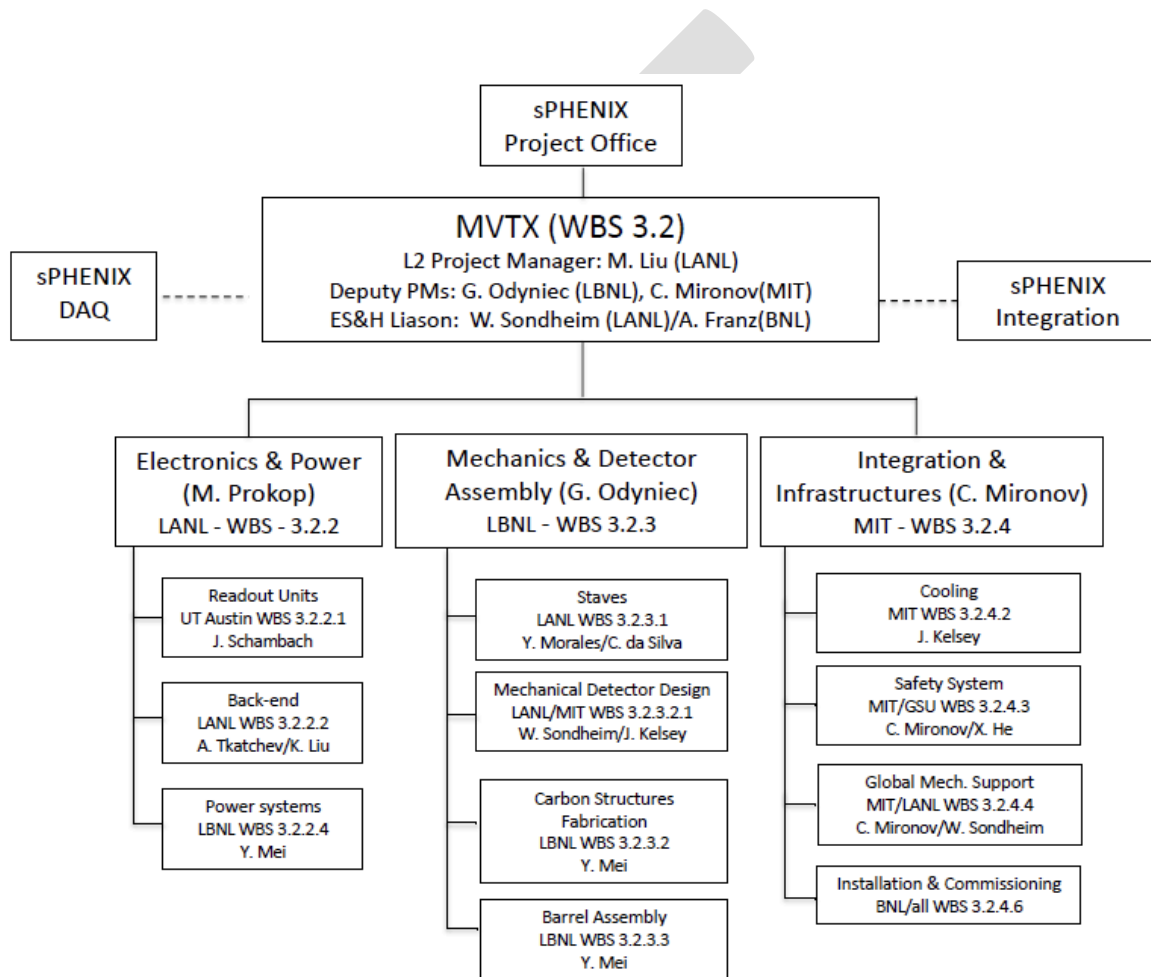 sPHENIX
Project Office
MVTX (WBS 3.2)
L2 Project Manager: M. Liu (LANL)
Deputy PMs: G. Odyniec (LBNL), C. Mironov(MIT)
ES&H Liason:  W. Sondheim (LANL)/A. Franz(BNL)
sPHENIX
DAQ
sPHENIX
Integration
Electronics & Power
(M. Prokop)
LANL - WBS - 3.2.2
Readout Units
UT Austin WBS 3.2.2.1
J. Schambach
Back-end
LANL WBS 3.2.2.2
A. Tkatchev/K. Liu
Power systems
LBNL WBS 3.2.2.4
Y. Mei
Mechanics & Detector
Assembly (G. Odyniec)
LBNL - WBS 3.2.3
Staves
LANL WBS 3.2.3.1
Y. Morales/C. da Silva
Mechanical Detector Design
LANL/MIT WBS 3.2.3.2.1
W. Sondheim/J. Kelsey
Carbon Structures
Fabrication
LBNL WBS 3.2.3.2
Y. Mei
Barrel Assembly
LBNL WBS 3.2.3.3
Y. Mei
Integration &
Infrastructures (C. Mironov)
MIT - WBS 3.2.4
Cooling
MIT WBS 3.2.4.2
J. Kelsey
Safety System
MIT/GSU WBS 3.2.4.3
C. Mironov/X. He
Global Mech. Support
MIT/LANL WBS 3.2.4.4
C. Mironov/W. Sondheim
Installation & Commissioning
BNL/all WBS 3.2.4.6